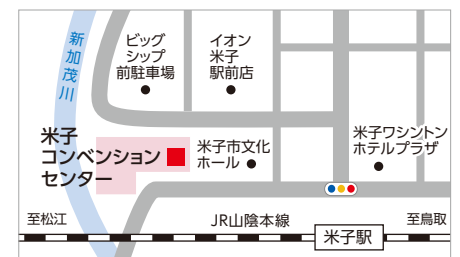 新加茂川
ビッグ
シップ
前駐車場
イオン
米子
駅前店
米子
コンベンション
センター
米子市文化
ホール
米子ワシントン
ホテルプラザ
至松江
JR山陰本線
至鳥取
米子駅